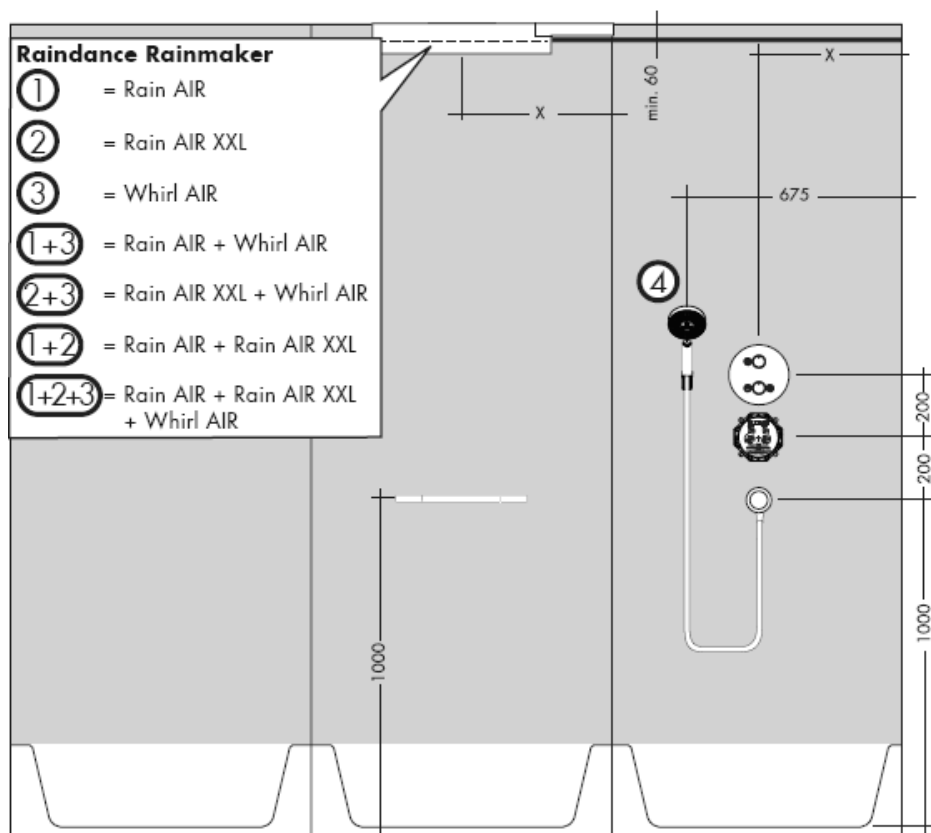 Raindance Rainmaker
1 = Rain AIR
2 = Rain AIR XXL
3 = Whirl AIR
1+3 = Rain AIR + Whirl AIR
2+3 = Rain AIR XXL + Whirl AIR
1+2 = Rain AIR + Rain AIR XXL
1+2+3 = Rain AIR + Rain AIR XXL
+ Whirl AIR
X
min. 60
X
675
4
200
200
1000
1000